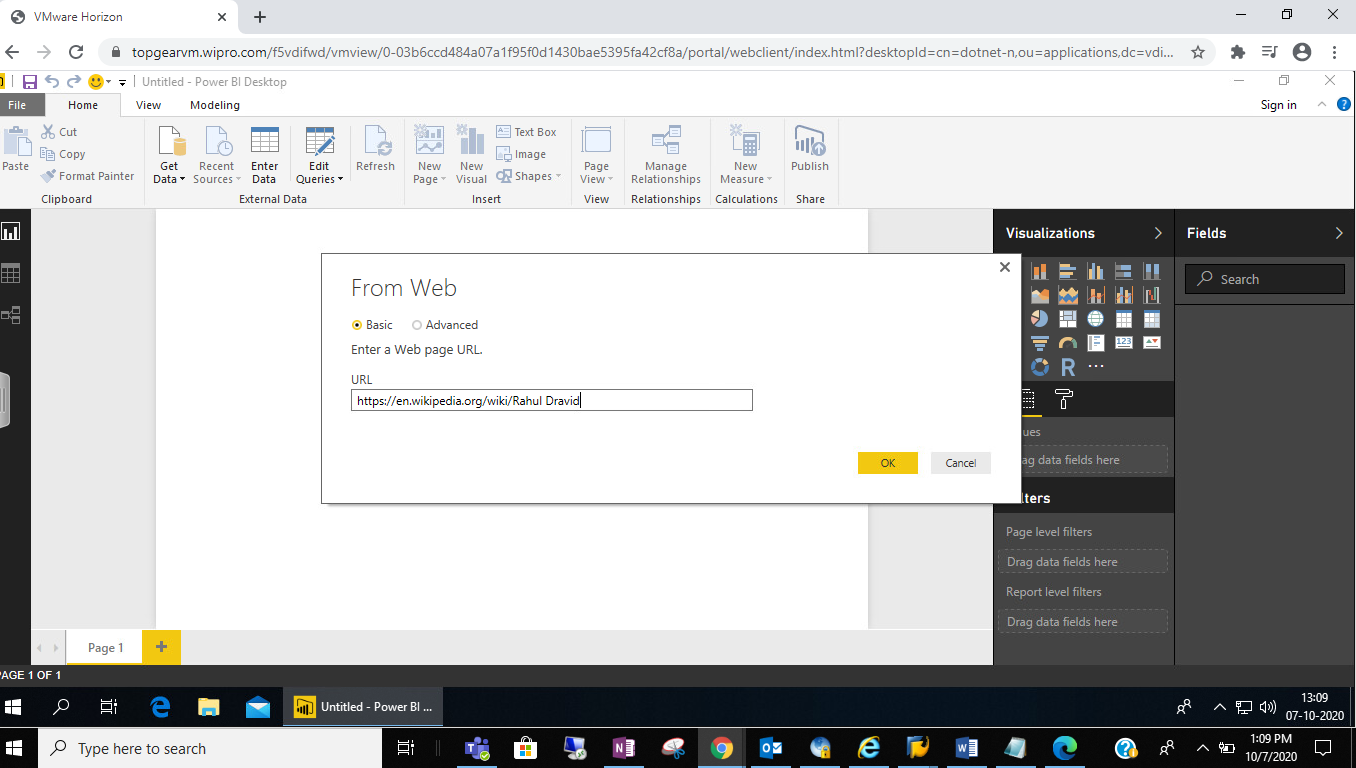 VMware Horizon
topgearvm.wipro.com/f5vdifwd/vmview/0-03b6ccd484a07a1f95f0d1430bae5395fa42cf8a/portal/webclient/index.html?desktopId=cn=dotnet-n,ou=applications,dc=vdi...
Untitled - Power BI Desktop
File Home View Modeling Sign in
Paste
Cut
Copy
Format Painter
Clipboard
Get Data
Recent Sources
Enter Data
Edit Queries
Refresh
External Data
New Page
New Visual
Text Box
Image
Shapes
Insert
Page View
View
Manage Relationships
Relationships
New Measure
Calculations
Publish
Share
Visualizations
Fields
Search
From Web
Basic Advanced
Enter a Web page URL.
URL
https://en.wikipedia.org/wiki/Rahul Dravid
OK Cancel
R
123
ues
ag data fields here
lters
Page level filters
Drag data fields here
Report level filters
Drag data fields here
Page 1
PAGE 1 OF 1
Untitled - Power BI ...
13:09
07-10-2020
Type here to search
1:09 PM
10/7/2020